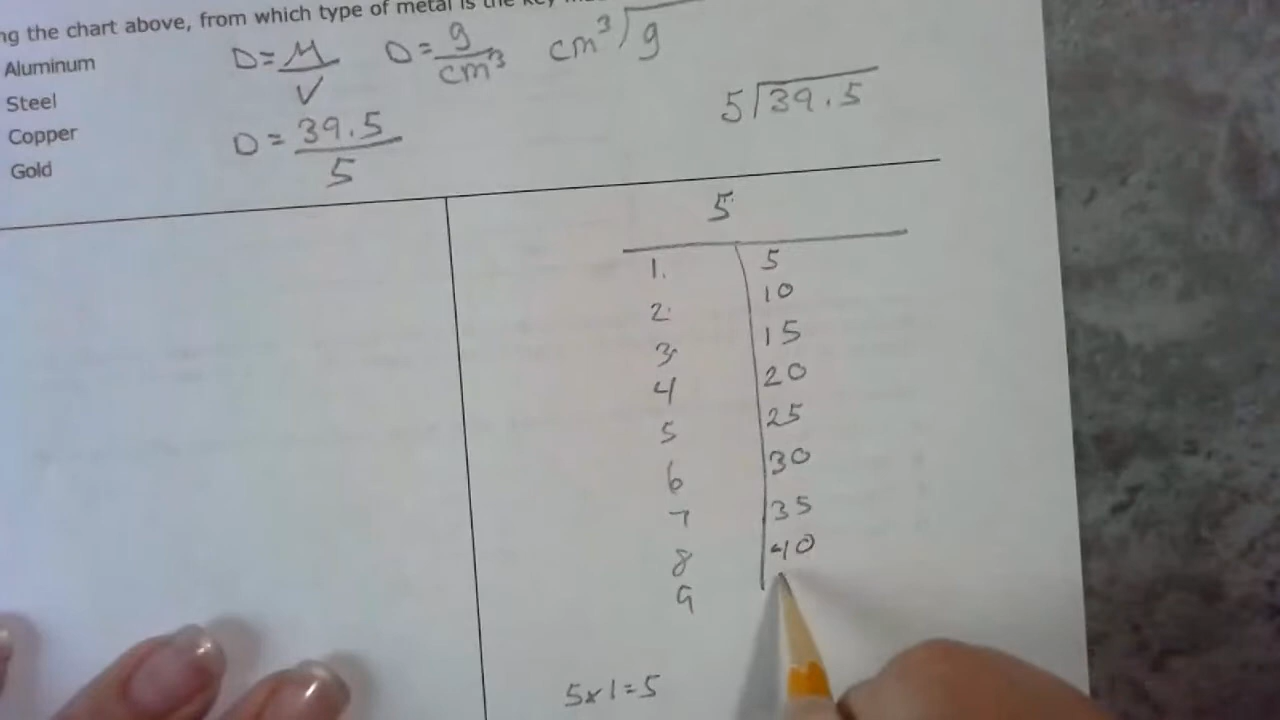 ng the chart above, from which type of metal is the key
Aluminum
Steel
Copper
Gold
D = M / V
D = g / cm³
cm³ ⟌ g
D = 39.5 / 5
5 ⟌ 39.5
5
1. 5
2. 10
3. 15
4 20
5 25
6 30
7 35
8 40
9
5x1=5